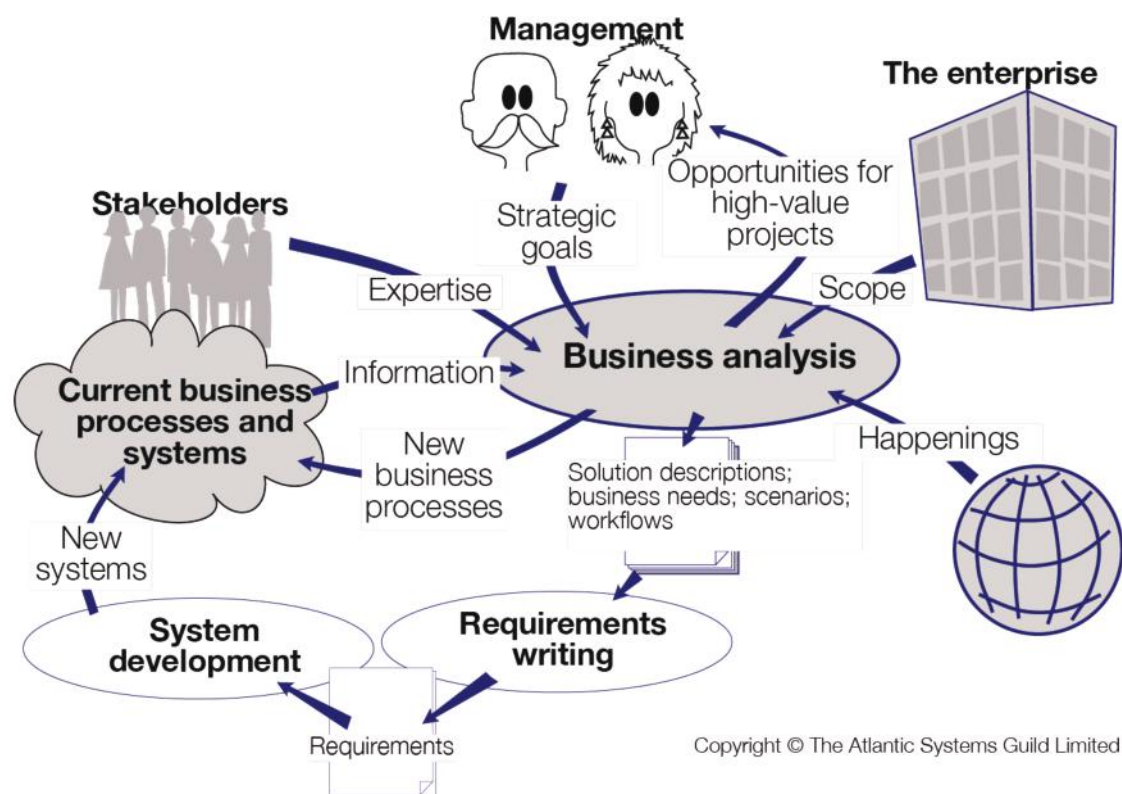 Management
The enterprise
Opportunities for
high-value
projects
Stakeholders
Strategic
goals
Expertise
Scope
Business analysis
Current business
processes and
systems
Information
New
business
processes
Happenings
Solution descriptions;
business needs; scenarios;
workflows
New
systems
System
development
Requirements
writing
Requirements
Copyright © The Atlantic Systems Guild Limited